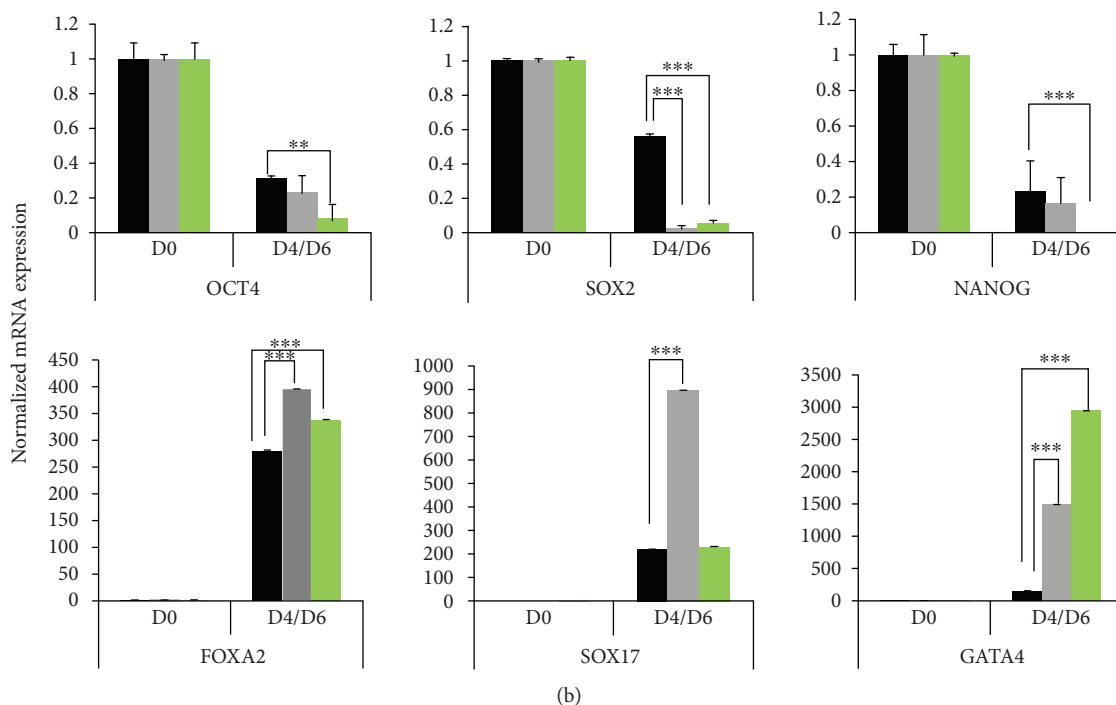 Normalized mRNA expression
1.2
1
0.8
0.6
0.4
0.2
0
**
D0
D4/D6
OCT4
1.2
1
0.8
0.6
0.4
0.2
0
***
***
D0
D4/D6
SOX2
1.2
1
0.8
0.6
0.4
0.2
0
***
D0
D4/D6
NANOG
450
400
350
300
250
200
150
100
50
0
***
***
D0
D4/D6
FOXA2
1000
900
800
700
600
500
400
300
200
100
0
***
D0
D4/D6
SOX17
3500
3000
2500
2000
1500
1000
500
0
***
***
D0
D4/D6
GATA4
(b)